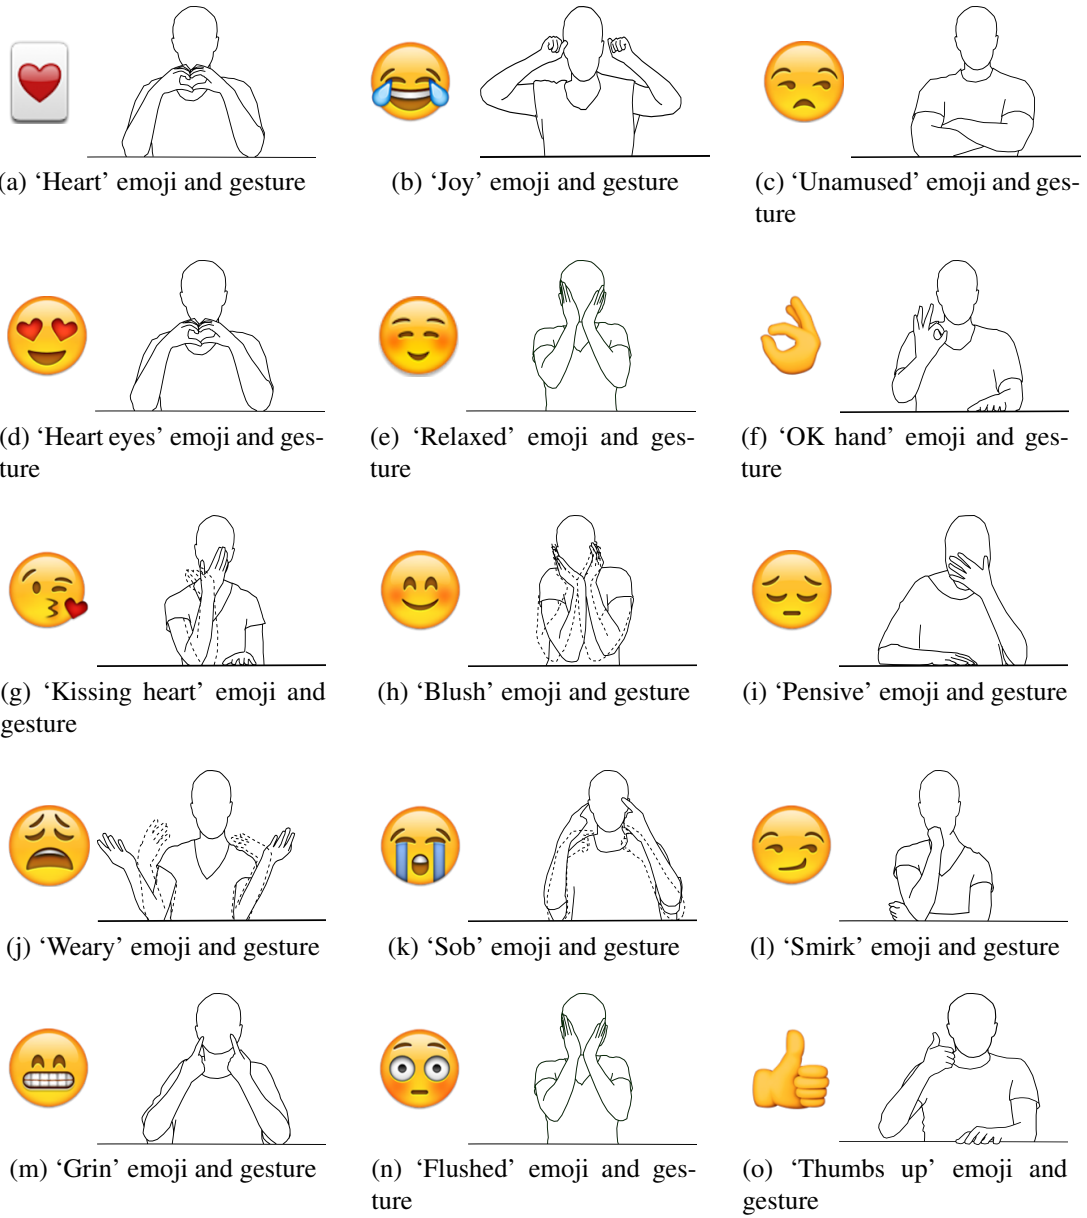 (a) ‘Heart’ emoji and gesture
(b) ‘Joy’ emoji and gesture
(c) ‘Unamused’ emoji and ges-
ture
(d) ‘Heart eyes’ emoji and ges-
ture
(e) ‘Relaxed’ emoji and ges-
ture
(f) ‘OK hand’ emoji and ges-
ture
(g) ‘Kissing heart’ emoji and
gesture
(h) ‘Blush’ emoji and gesture
(i) ‘Pensive’ emoji and gesture
(j) ‘Weary’ emoji and gesture
(k) ‘Sob’ emoji and gesture
(l) ‘Smirk’ emoji and gesture
(m) ‘Grin’ emoji and gesture
(n) ‘Flushed’ emoji and ges-
ture
(o) ‘Thumbs up’ emoji and
gesture